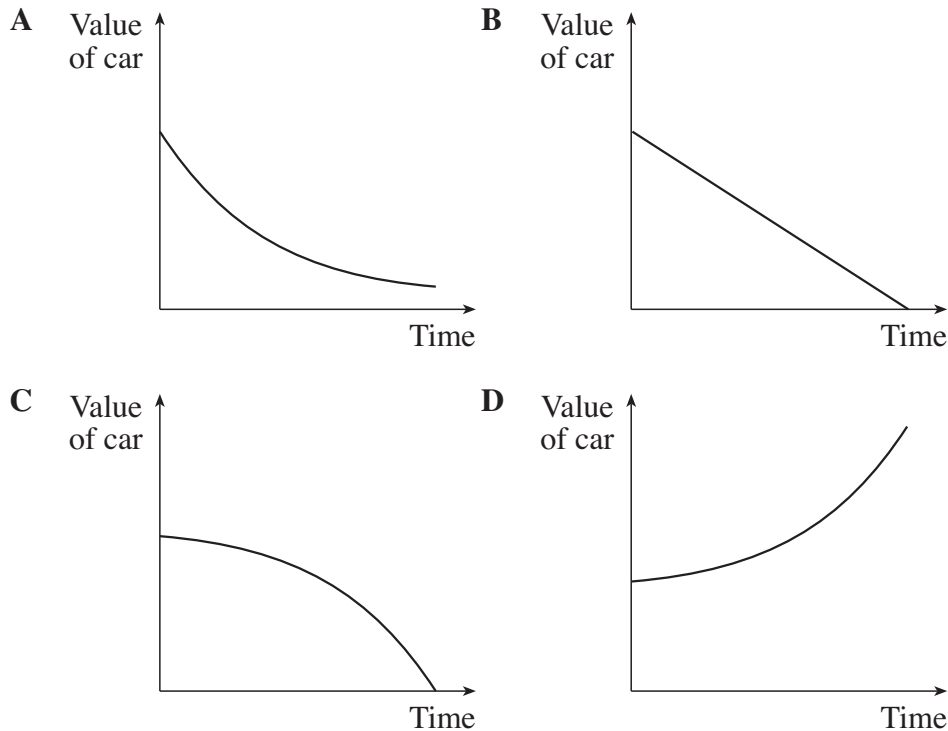 A
Value
of car
Time
B
Value
of car
Time
C
Value
of car
Time
D
Value
of car
Time